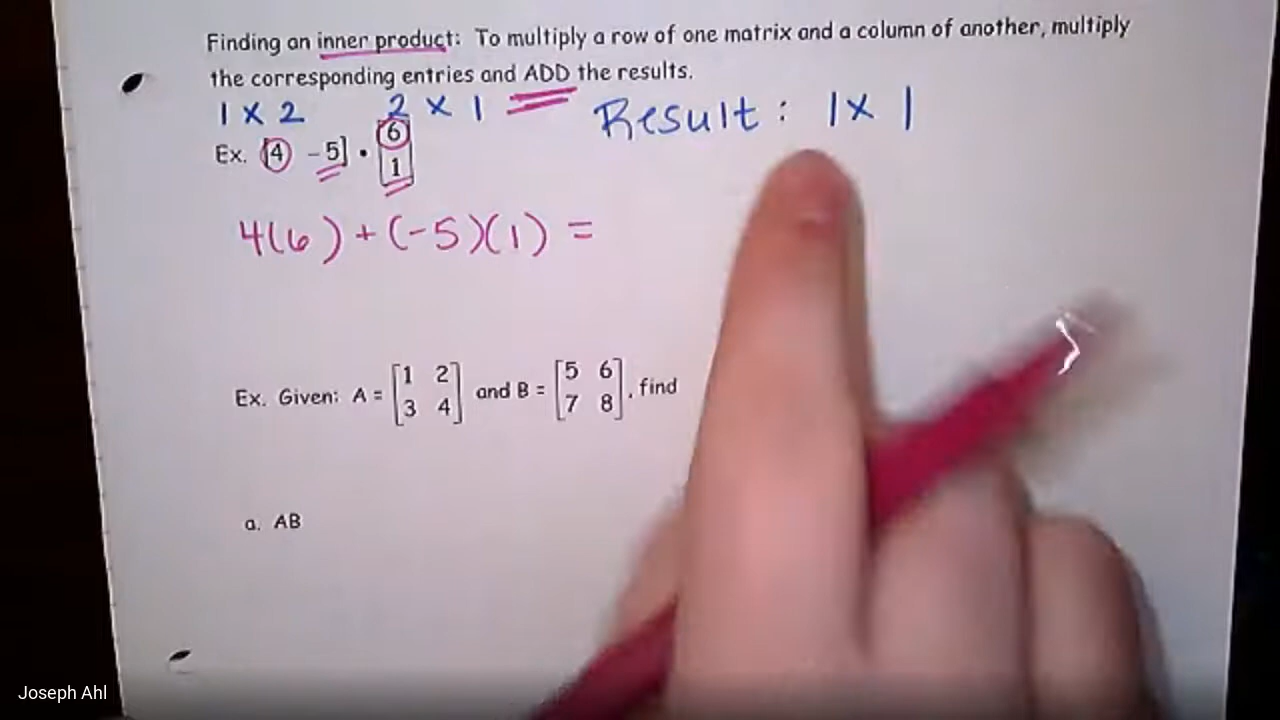 Finding an inner product: To multiply a row of one matrix and a column of another, multiply
the corresponding entries and ADD the results.
1 x 2 2 x 1 Result: 1 x 1
Ex. [4 -5] • [6
1]
4(6) + (-5)(1) =
Ex. Given: A = [1 2
3 4] and B = [5 6
7 8], find
a. AB
Joseph Ahl